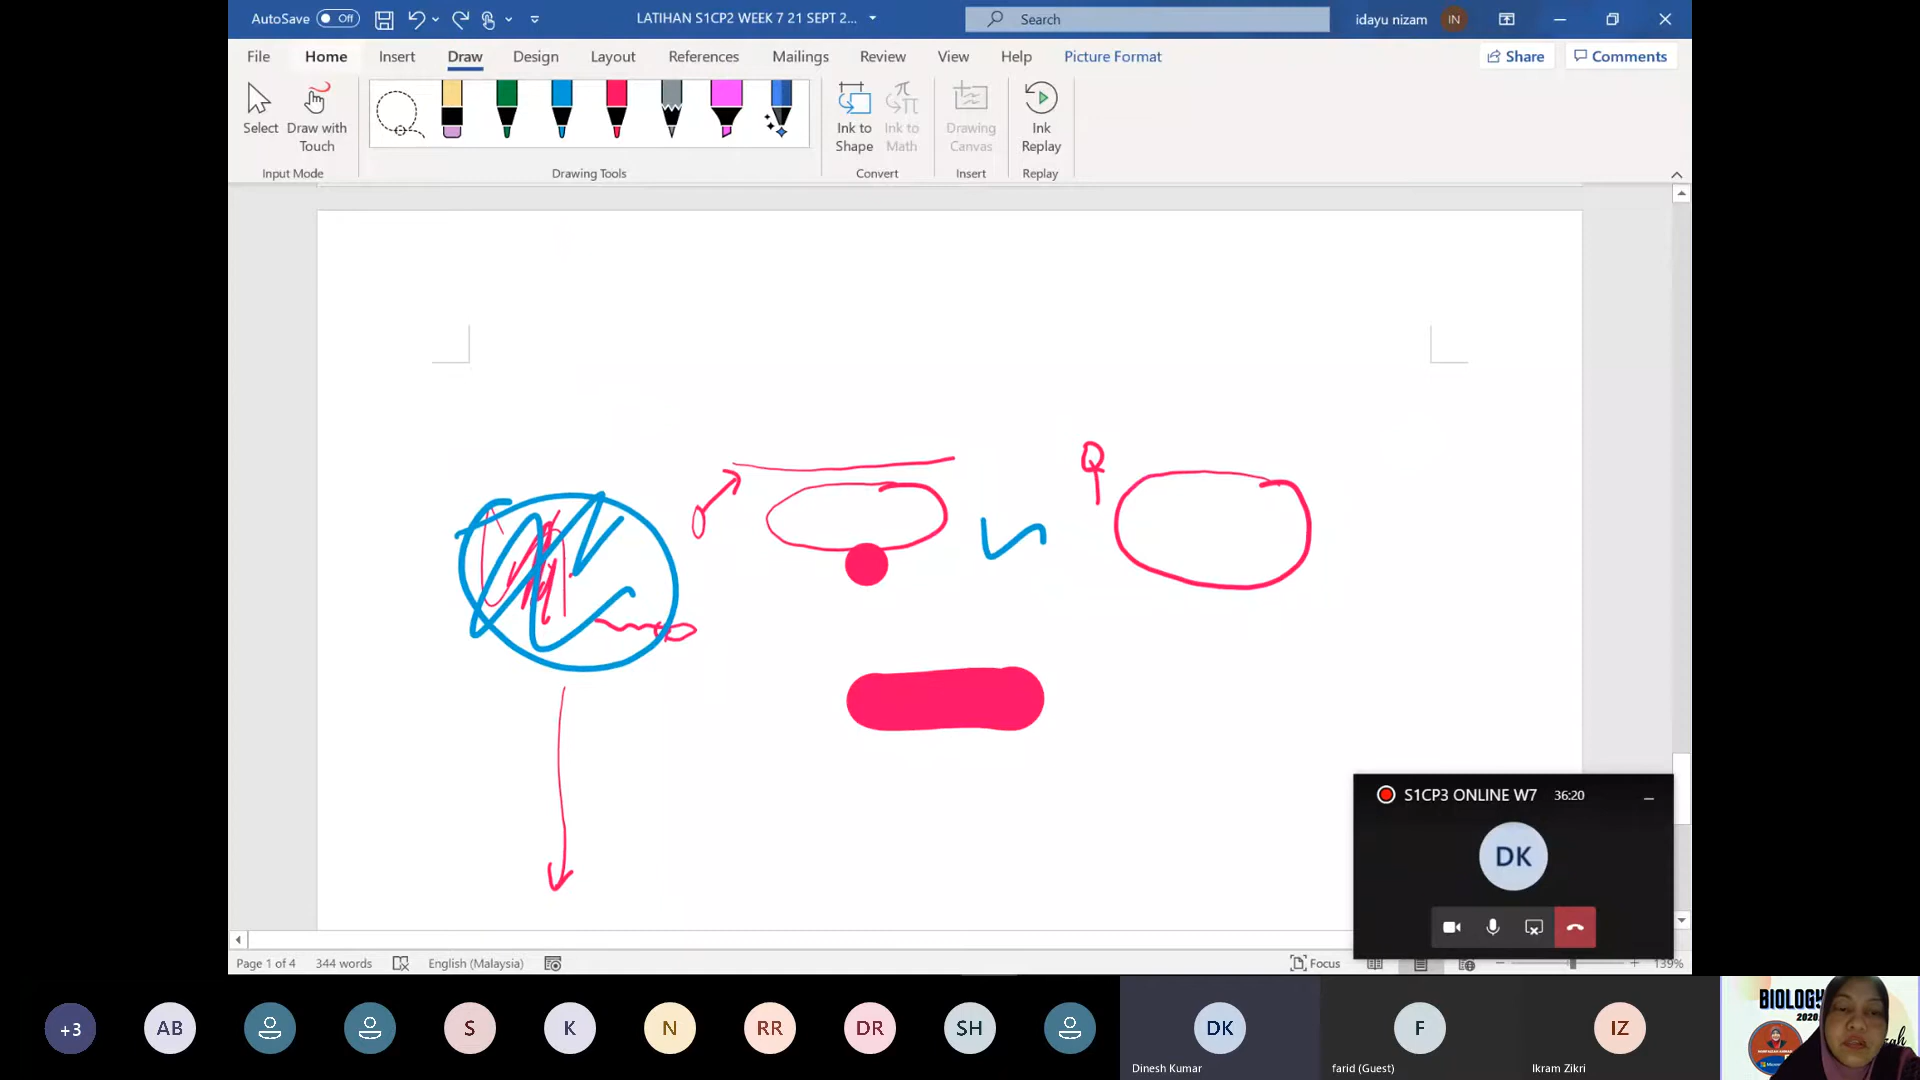 AutoSave Off LATIHAN S1CP2 WEEK 7 21 SEPT 2... Search idayu nizam IN
File Home Insert Draw Design Layout References Mailings Review View Help Picture Format Share Comments
Select
Draw with Touch
Ink to Shape
Ink to Math
Drawing Canvas
Ink Replay
Input Mode Drawing Tools Convert Insert Replay
S1CP3 ONLINE W7 36:20
DK
Page 1 of 4 344 words English (Malaysia) Focus 139%
+3 AB S K N RR DR SH DK F IZ
Dinesh Kumar farid (Guest) Ikram Zikri
BIOLOGY